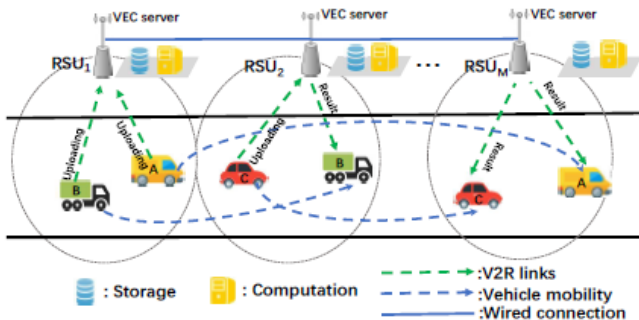 VEC server
VEC server
VEC server
RSU1
RSU2
...
RSUM
Uploading
Uploading
Uploading
Result
Result
Result
B
A
C
B
C
A
: Storage
: Computation
:V2R links
:Vehicle mobility
:Wired connection